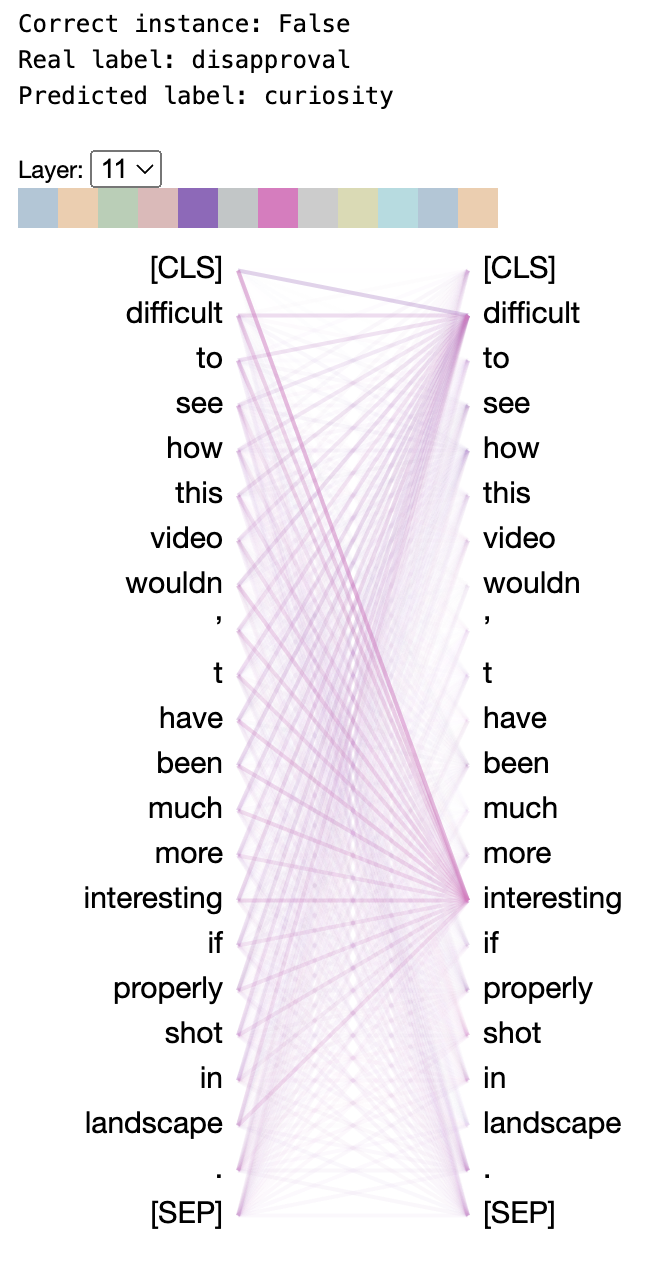 Correct instance: False
Real label: disapproval
Predicted label: curiosity
Layer: 11
[CLS] [CLS]
difficult difficult
to to
see see
how how
this this
video video
wouldn wouldn
’ ’
t t
have have
been been
much much
more more
interesting interesting
if if
properly properly
shot shot
in in
landscape landscape
. .
[SEP] [SEP]